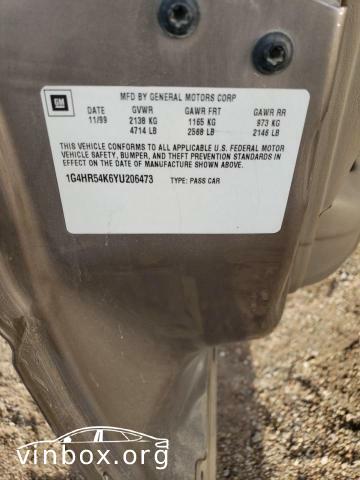 GM
MFD BY GENERAL MOTORS CORP
DATE GVWR GAWR FRT GAWR RR
11/99 2138 KG 1165 KG 973 KG
4714 LB 2568 LB 2146 LB
THIS VEHICLE CONFORMS TO ALL APPLICABLE U.S. FEDERAL MOTOR
VEHICLE SAFETY, BUMPER, AND THEFT PREVENTION STANDARDS IN
EFFECT ON THE DATE OF MANUFACTURE SHOWN ABOVE.
1G4HR54K6YU206473 TYPE: PASS CAR
vinbox.org